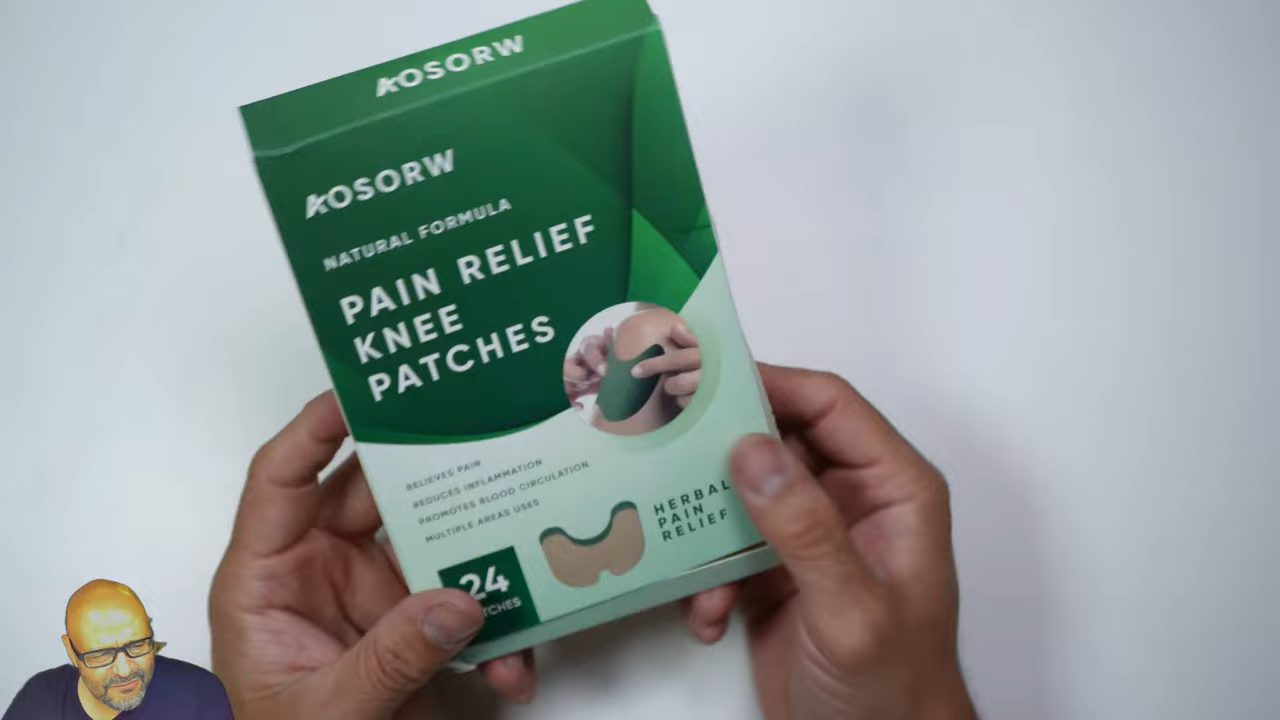 KOSORW
KOSORW
NATURAL FORMULA
PAIN RELIEF
KNEE
PATCHES
RELIEVES PAIR
REDUCES INFLAMMATION
PROMOTES BLOOD CIRCULATION
MULTIPLE AREAS USES
HERBAL
PAIN
RELIEF
24